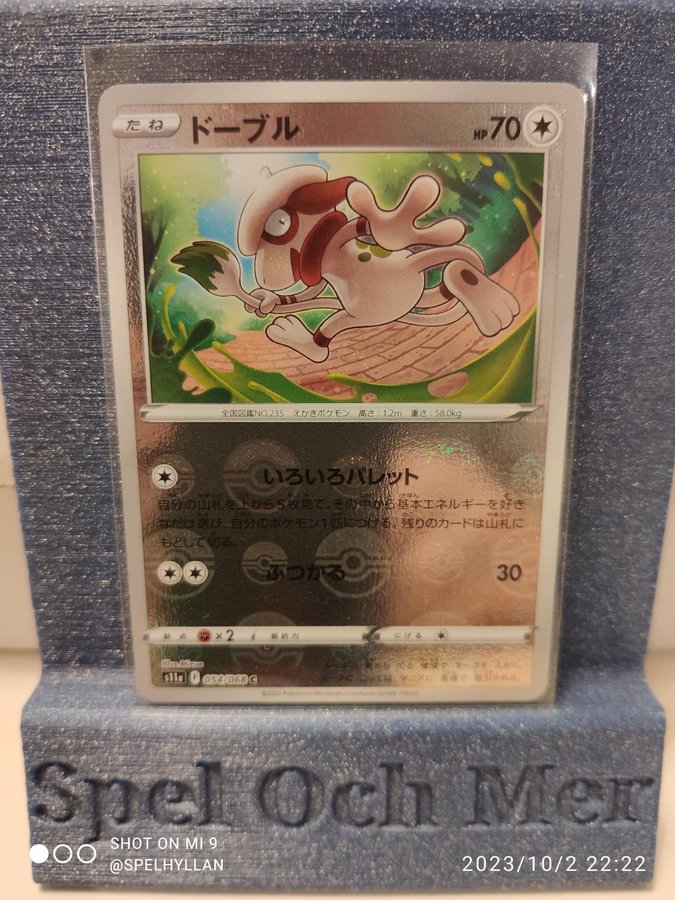 たね ドーブル HP70
全国図鑑NO.235 えかきポケモン 高さ：1.2m 重さ：58.0kg
いろいろパレット
自分の山札を上から5枚見て、その中から基本エネルギーを好き
なだけ選び、自分のポケモン1匹につける。残りのカードは山札に
もどして切る。
ぶつかる 30
弱点 ×2 抵抗力 にげる
illus. Mizue
s11a F 054/068 C
©2022 Pokémon/Nintendo/Creatures/GAME FREAK.
Spel Och Mer
SHOT ON MI 9
@SPELHYLLAN
2023/10/2 22:22